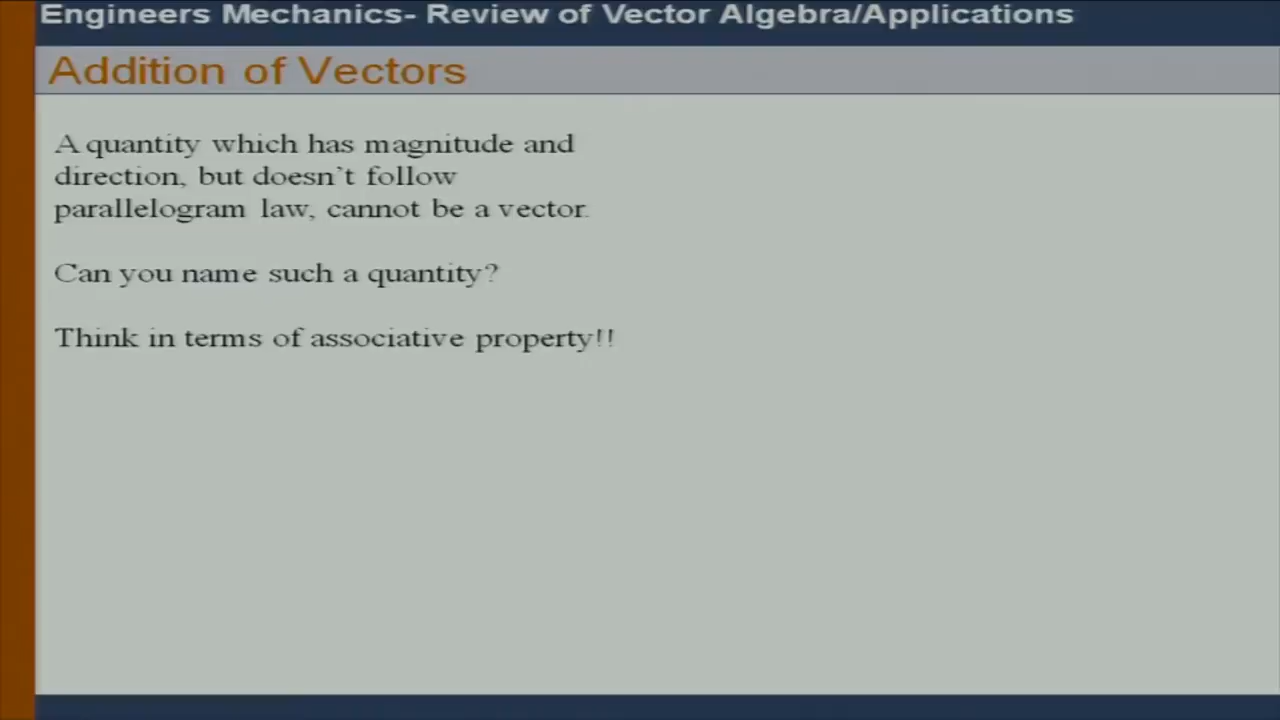 Engineers Mechanics- Review of Vector Algebra/Applications
Addition of Vectors
A quantity which has magnitude and
direction, but doesn`t follow
parallelogram law, cannot be a vector.
Can you name such a quantity?
Think in terms of associative property!!